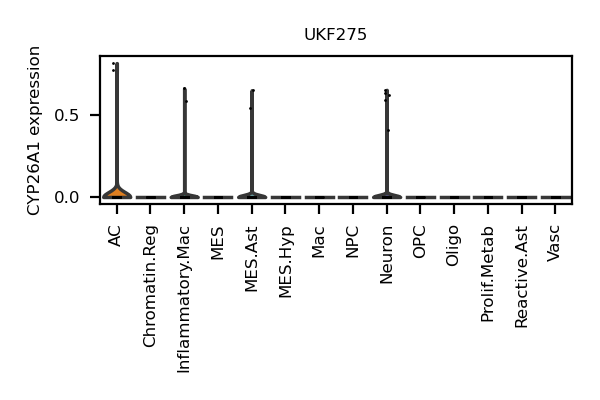 UKF275
CYP26A1 expression
0.5
0.0
AC
Chromatin.Reg
Inflammatory.Mac
MES
MES.Ast
MES.Hyp
Mac
NPC
Neuron
OPC
Oligo
Prolif.Metab
Reactive.Ast
Vasc